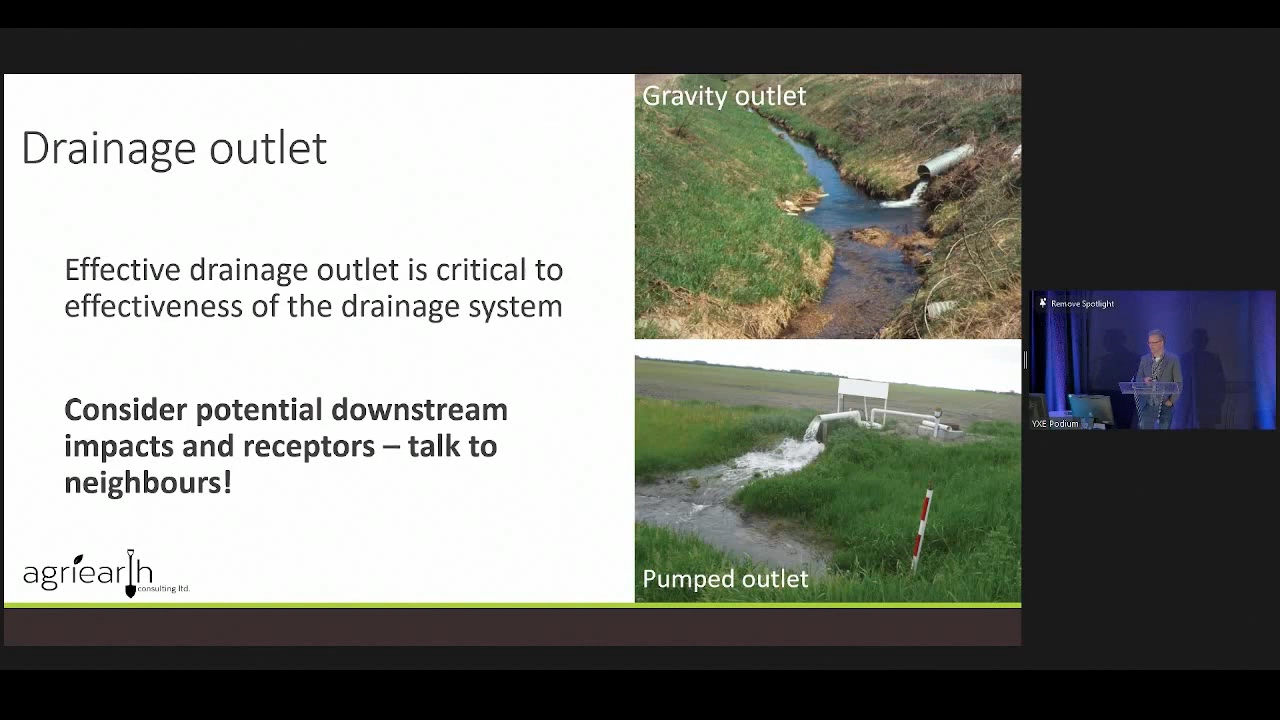 Gravity outlet
Drainage outlet
Effective drainage outlet is critical to
effectiveness of the drainage system
Consider potential downstream
impacts and receptors – talk to
neighbours!
agriearth
consulting ltd.
Pumped outlet
Remove Spotlight
YXE Podium